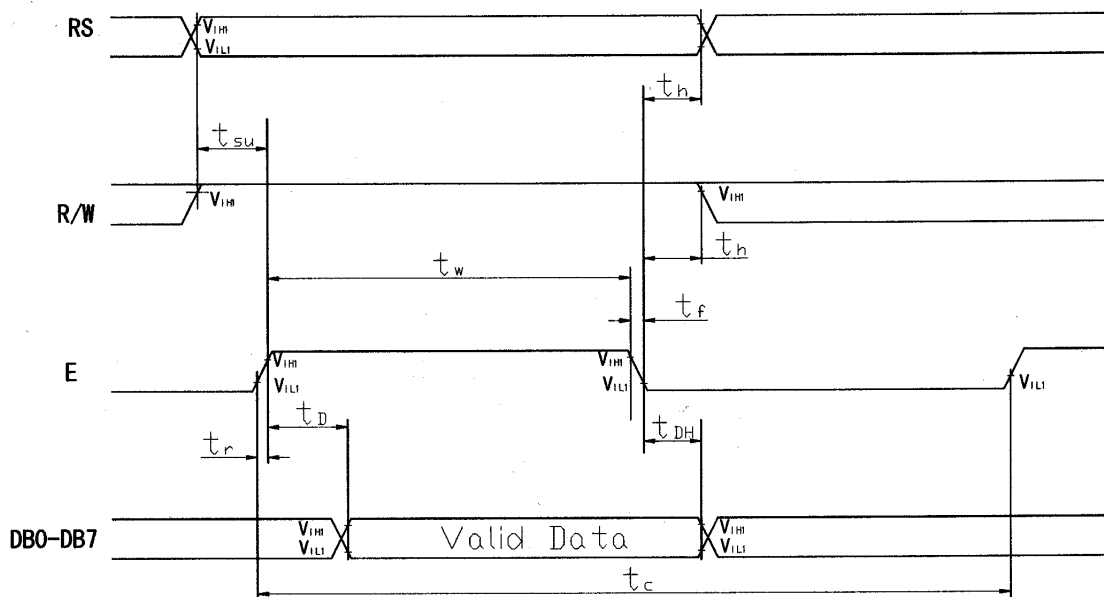 RS
VIH1
VIL1
th
tsu
R/W
VIH1
VIH1
th
tw
tf
E
VIH1
VIL1
VIH1
VIL1
VIL1
tD
tr
tDH
DB0-DB7
VIH1
VIL1
Valid Data
VIH1
VIL1
tc